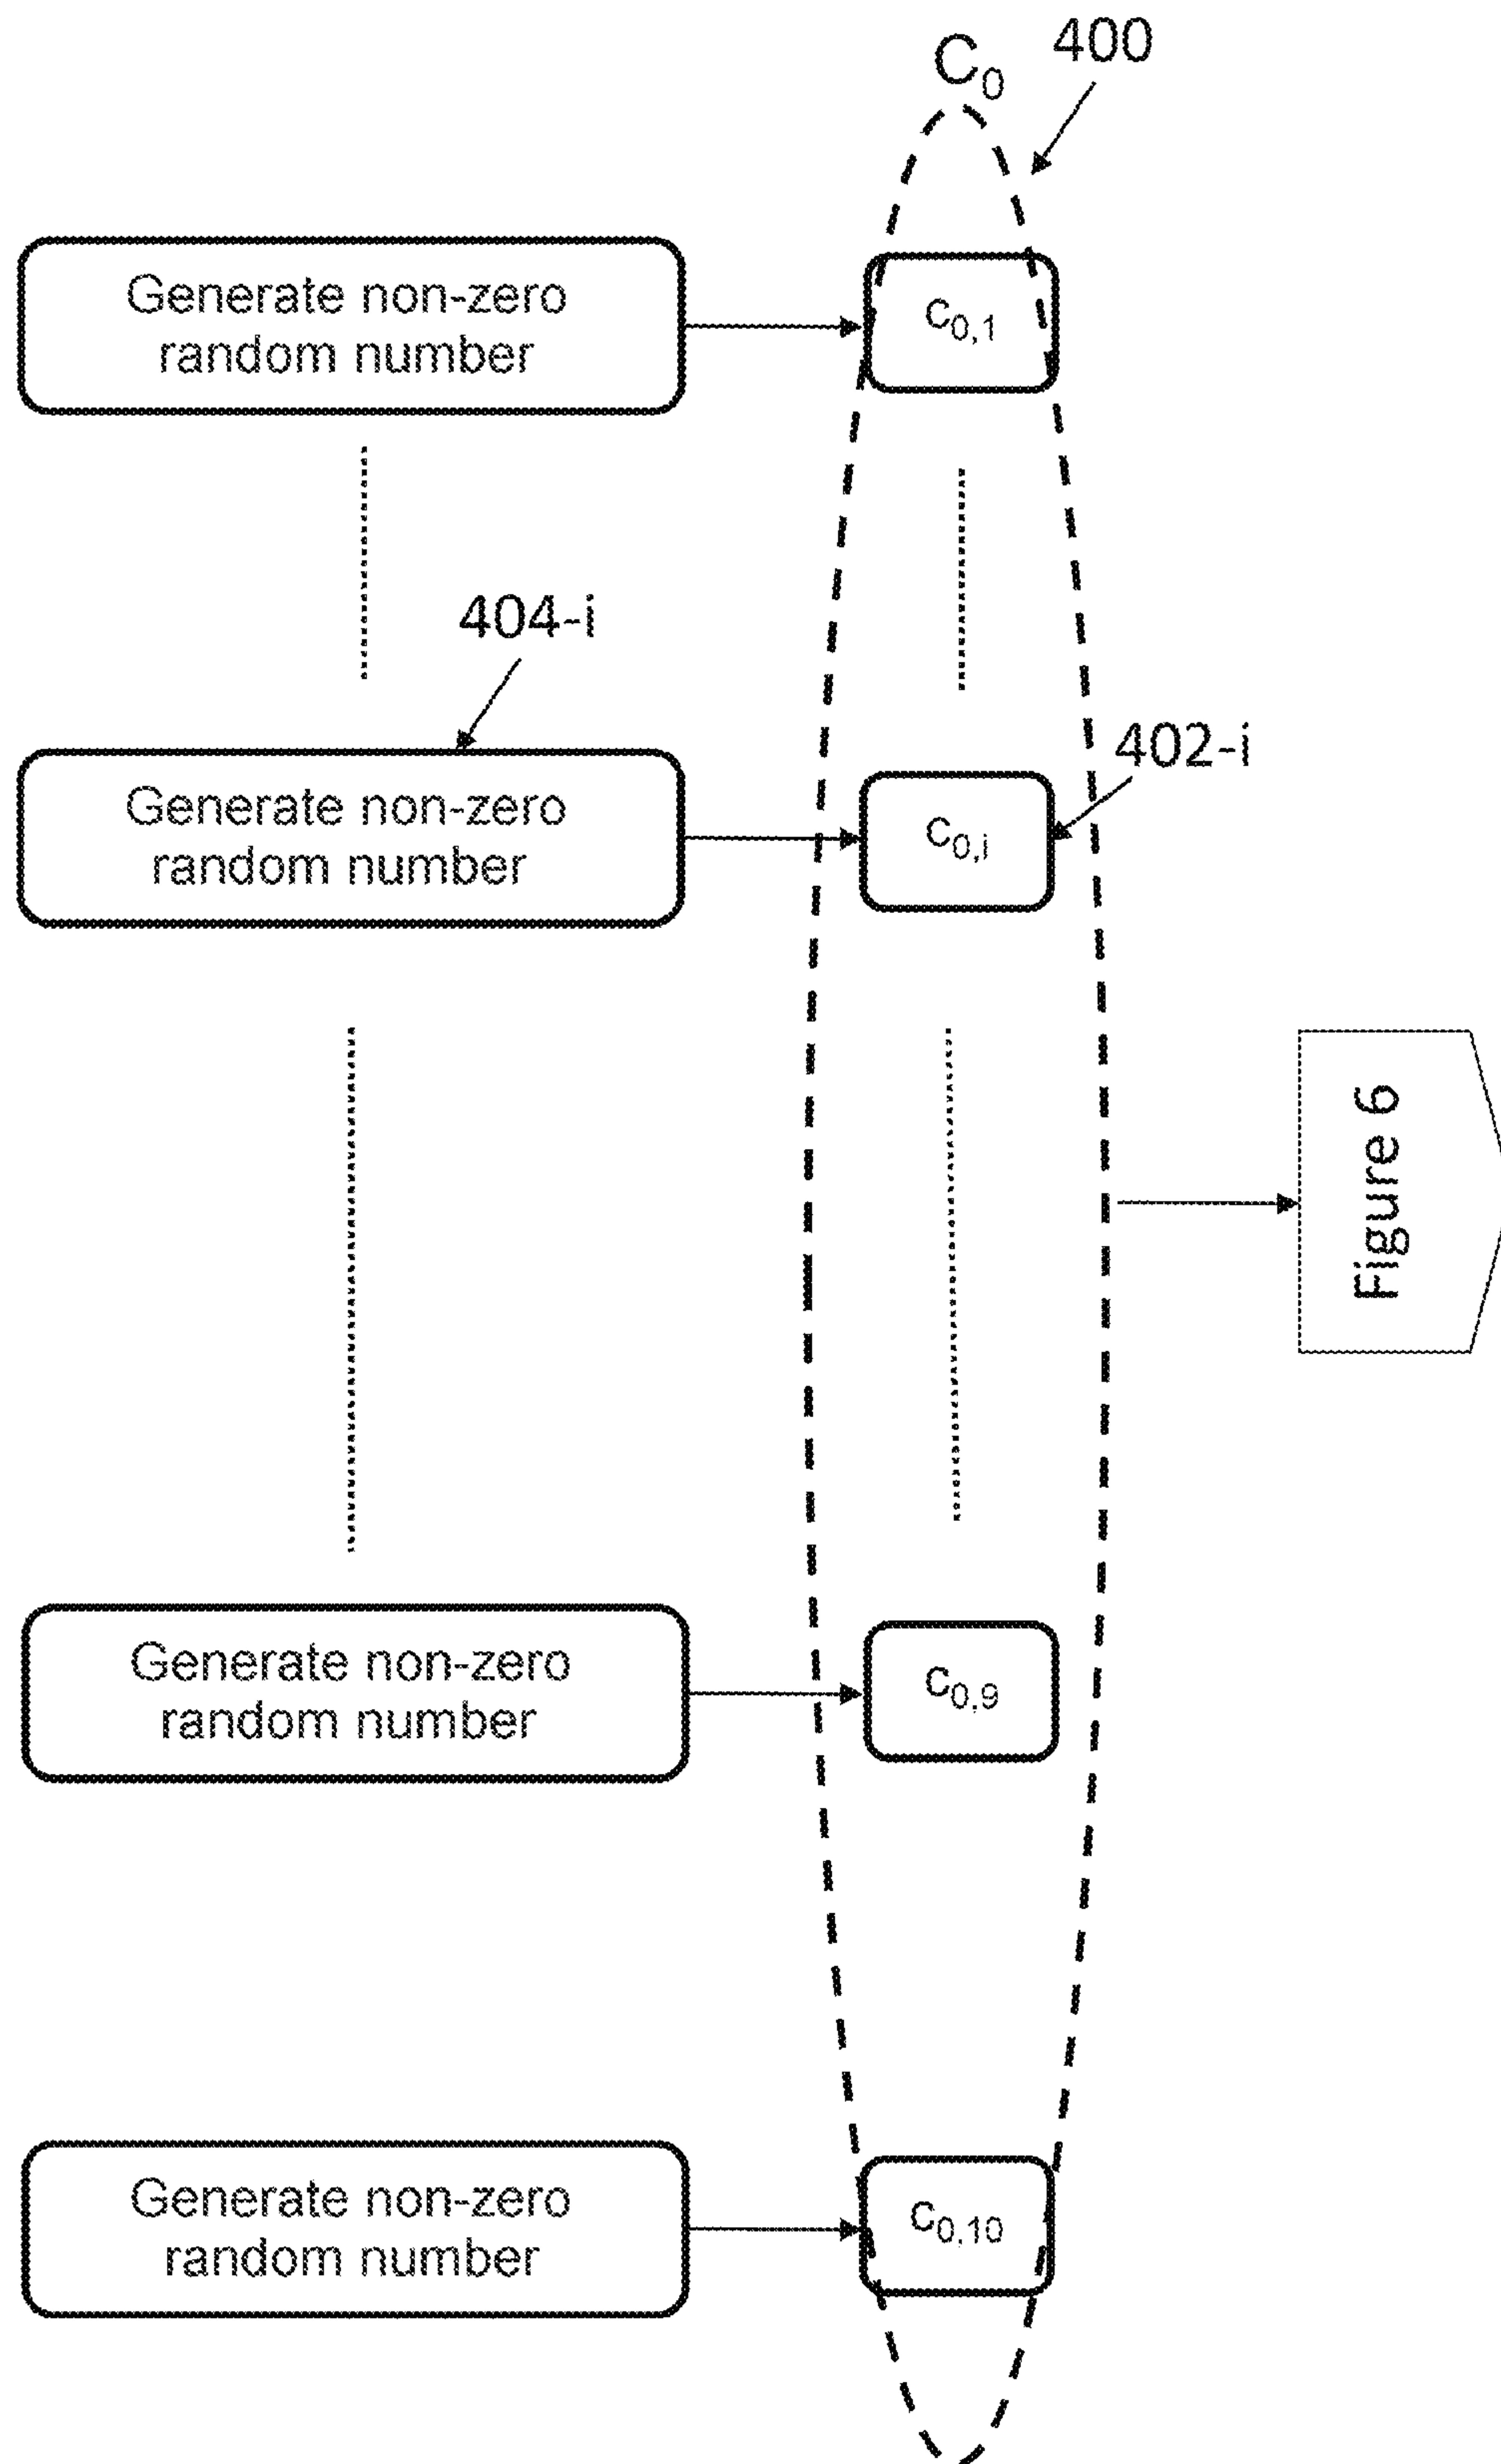 C₀
400
Generate non-zero
random number
c₀,₁
404-i
402-i
Generate non-zero
random number
c₀,ᵢ
Figure 6
Generate non-zero
random number
c₀,₉
Generate non-zero
random number
c₀,₁₀